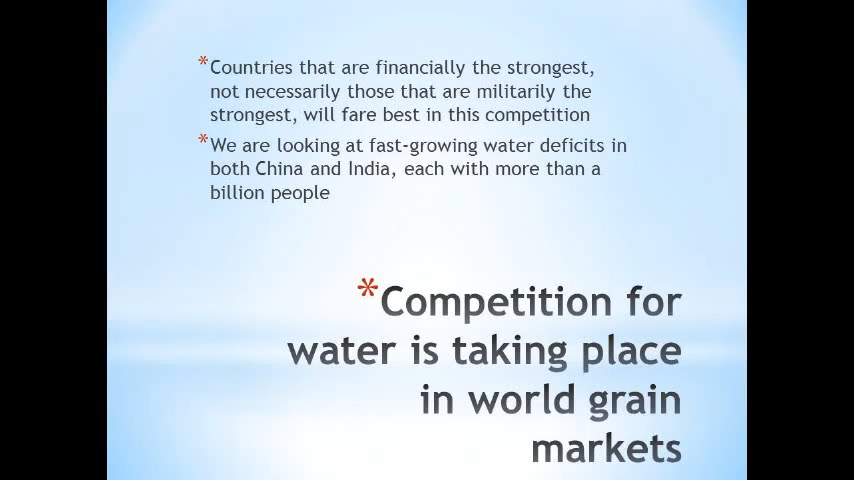 *Countries that are financially the strongest,
not necessarily those that are militarily the
strongest, will fare best in this competition
*We are looking at fast-growing water deficits in
both China and India, each with more than a
billion people
*Competition for
water is taking place
in world grain
markets